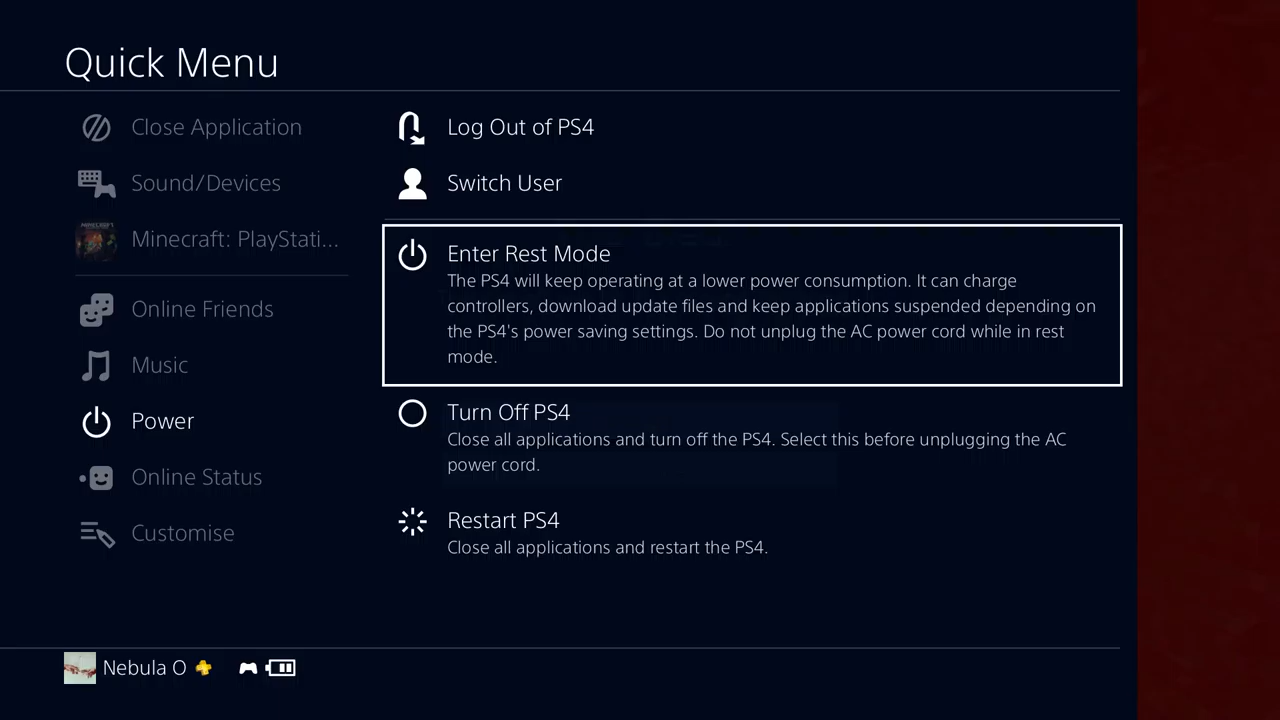 Quick Menu
Close Application
Sound/Devices
Minecraft: PlayStati...
Online Friends
Music
Power
Online Status
Customise
Log Out of PS4
Switch User
Enter Rest Mode
The PS4 will keep operating at a lower power consumption. It can charge
controllers, download update files and keep applications suspended depending on
the PS4's power saving settings. Do not unplug the AC power cord while in rest
mode.
Turn Off PS4
Close all applications and turn off the PS4. Select this before unplugging the AC
power cord.
Restart PS4
Close all applications and restart the PS4.
Nebula O
MINECRAFT